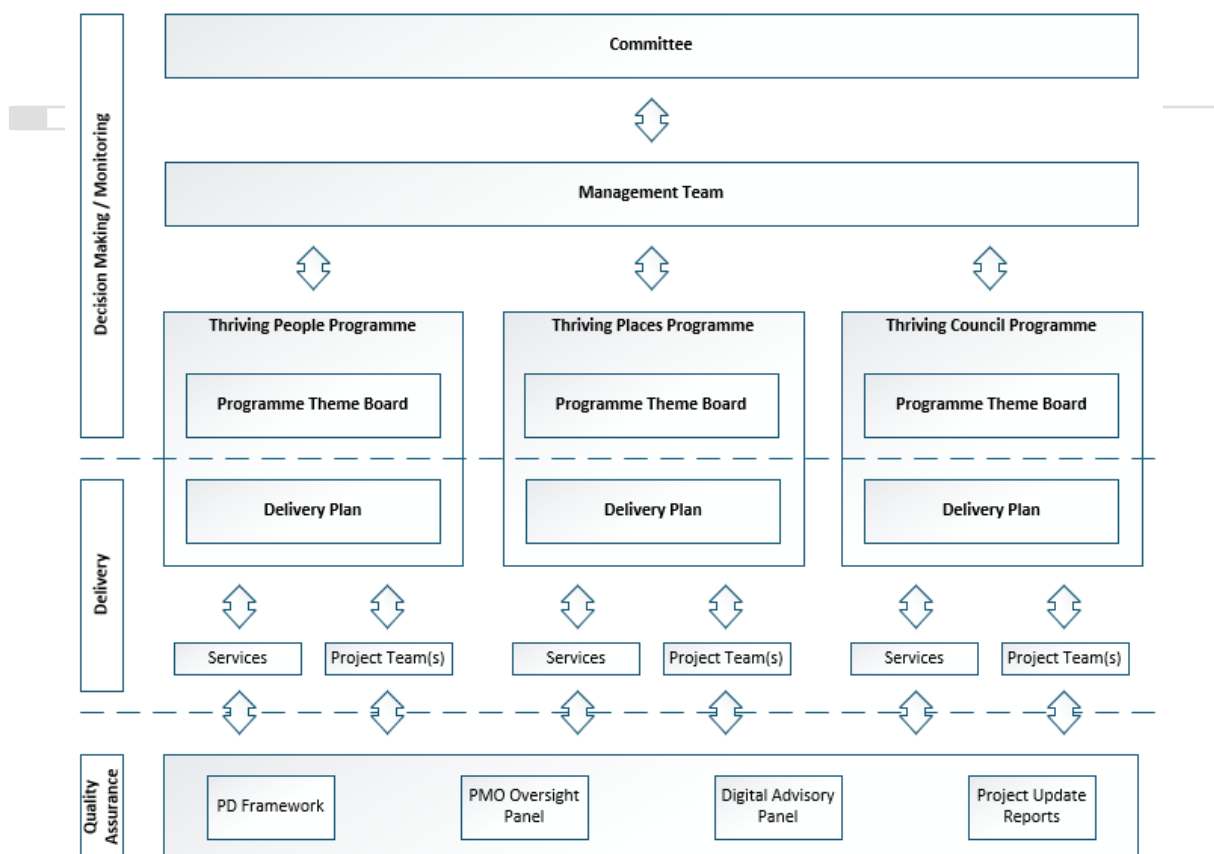 Decision Making / Monitoring
Committee
Management Team
Thriving People Programme
Thriving Places Programme
Thriving Council Programme
Programme Theme Board
Programme Theme Board
Programme Theme Board
Delivery
Delivery Plan
Delivery Plan
Delivery Plan
Services
Project Team(s)
Services
Project Team(s)
Services
Project Team(s)
Quality
Assurance
PD Framework
PMO Oversight
Panel
Digital Advisory
Panel
Project Update
Reports